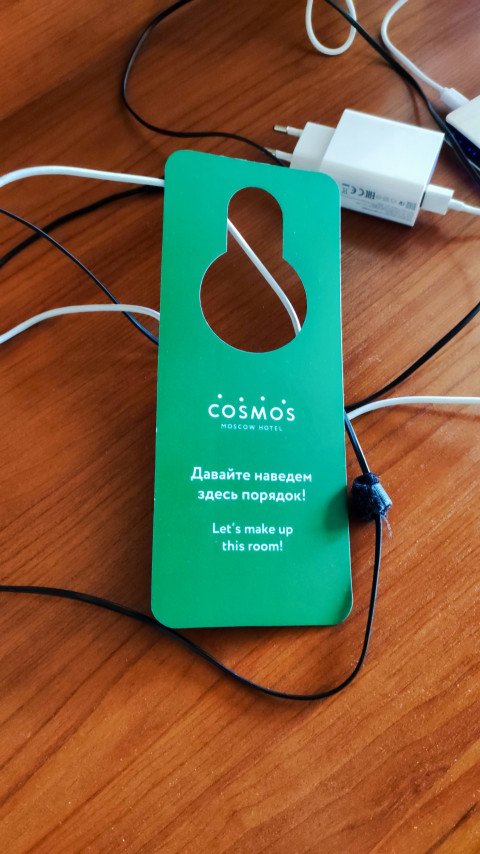 COSMOS
MOSCOW HOTEL
Давайте наведем
здесь порядок!
Let's make up
this room!